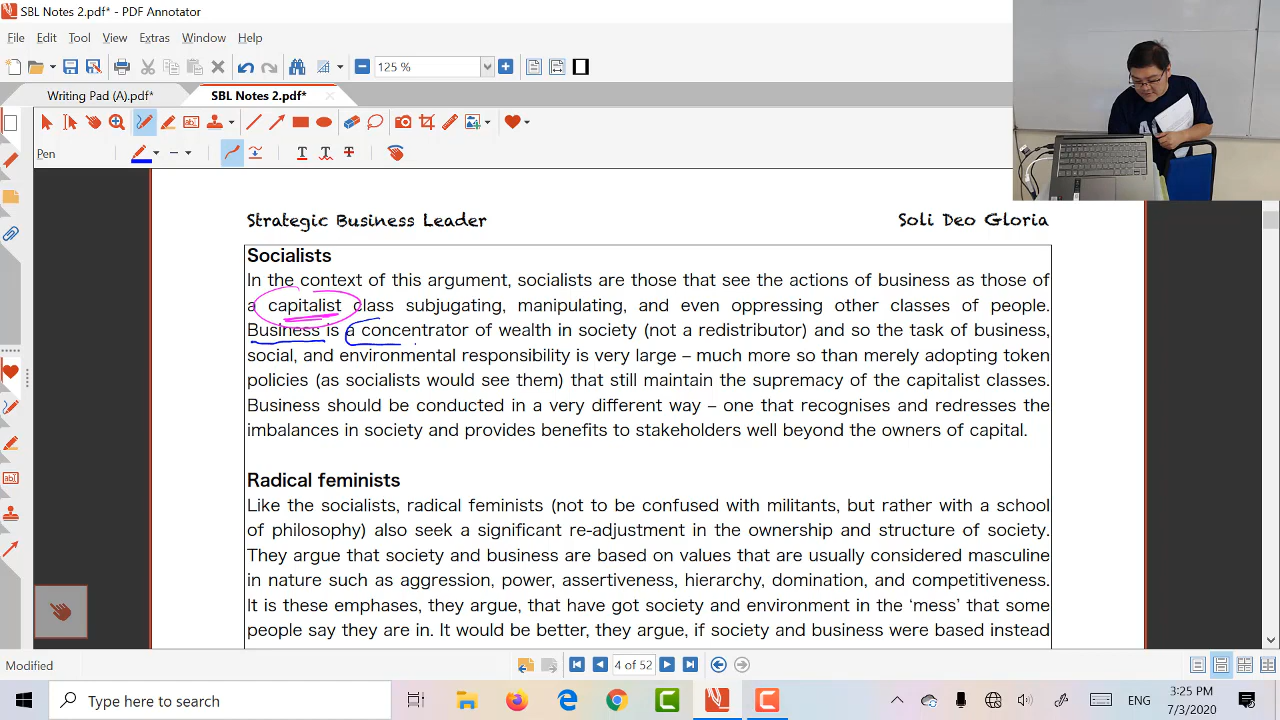 SBL Notes 2.pdf* - PDF Annotator
File Edit Tool View Extras Window Help
125 %
Writing Pad (A).pdf* SBL Notes 2.pdf*
Pen
Strategic Business Leader Soli Deo Gloria
Socialists
In the context of this argument, socialists are those that see the actions of business as those of
a capitalist class subjugating, manipulating, and even oppressing other classes of people.
Business is a concentrator of wealth in society (not a redistributor) and so the task of business,
social, and environmental responsibility is very large – much more so than merely adopting token
policies (as socialists would see them) that still maintain the supremacy of the capitalist classes.
Business should be conducted in a very different way – one that recognises and redresses the
imbalances in society and provides benefits to stakeholders well beyond the owners of capital.
Radical feminists
Like the socialists, radical feminists (not to be confused with militants, but rather with a school
of philosophy) also seek a significant re-adjustment in the ownership and structure of society.
They argue that society and business are based on values that are usually considered masculine
in nature such as aggression, power, assertiveness, hierarchy, domination, and competitiveness.
It is these emphases, they argue, that have got society and environment in the ‘mess’ that some
people say they are in. It would be better, they argue, if society and business were based instead
Modified 4 of 52
Type here to search
ENG
3:25 PM
7/3/2020